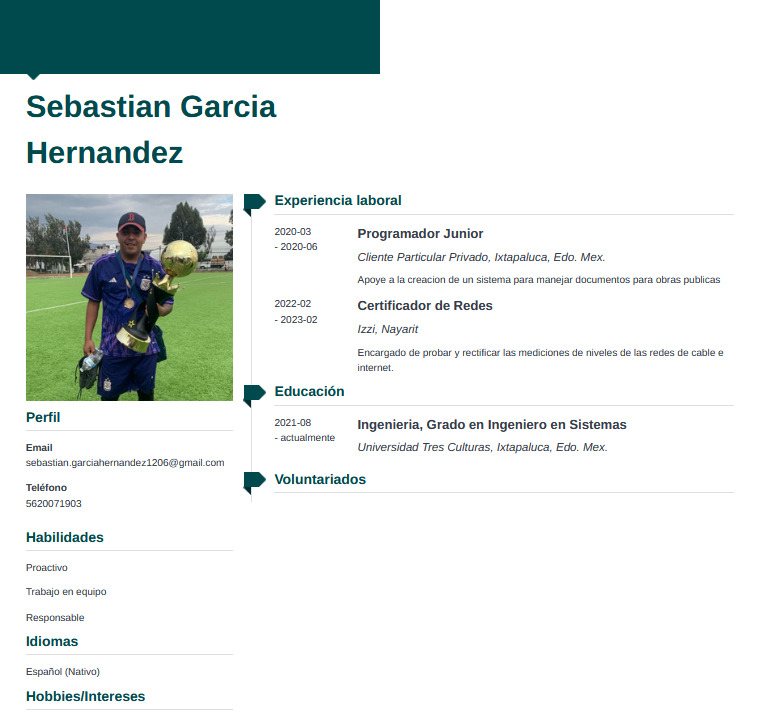 Sebastian Garcia
Hernandez
Perfil
Email
sebastian.garciahernandez1206@gmail.com
Teléfono
5620071903
Habilidades
Proactivo
Trabajo en equipo
Responsable
Idiomas
Español (Nativo)
Hobbies/Intereses
Experiencia laboral
2020-03
- 2020-06
Programador Junior
Cliente Particular Privado, Ixtapaluca, Edo. Mex.
Apoye a la creacion de un sistema para manejar documentos para obras publicas
2022-02
- 2023-02
Certificador de Redes
Izzi, Nayarit
Encargado de probar y rectificar las mediciones de niveles de las redes de cable e
internet.
Educación
2021-08
- actualmente
Ingenieria, Grado en Ingeniero en Sistemas
Universidad Tres Culturas, Ixtapaluca, Edo. Mex.
Voluntariados